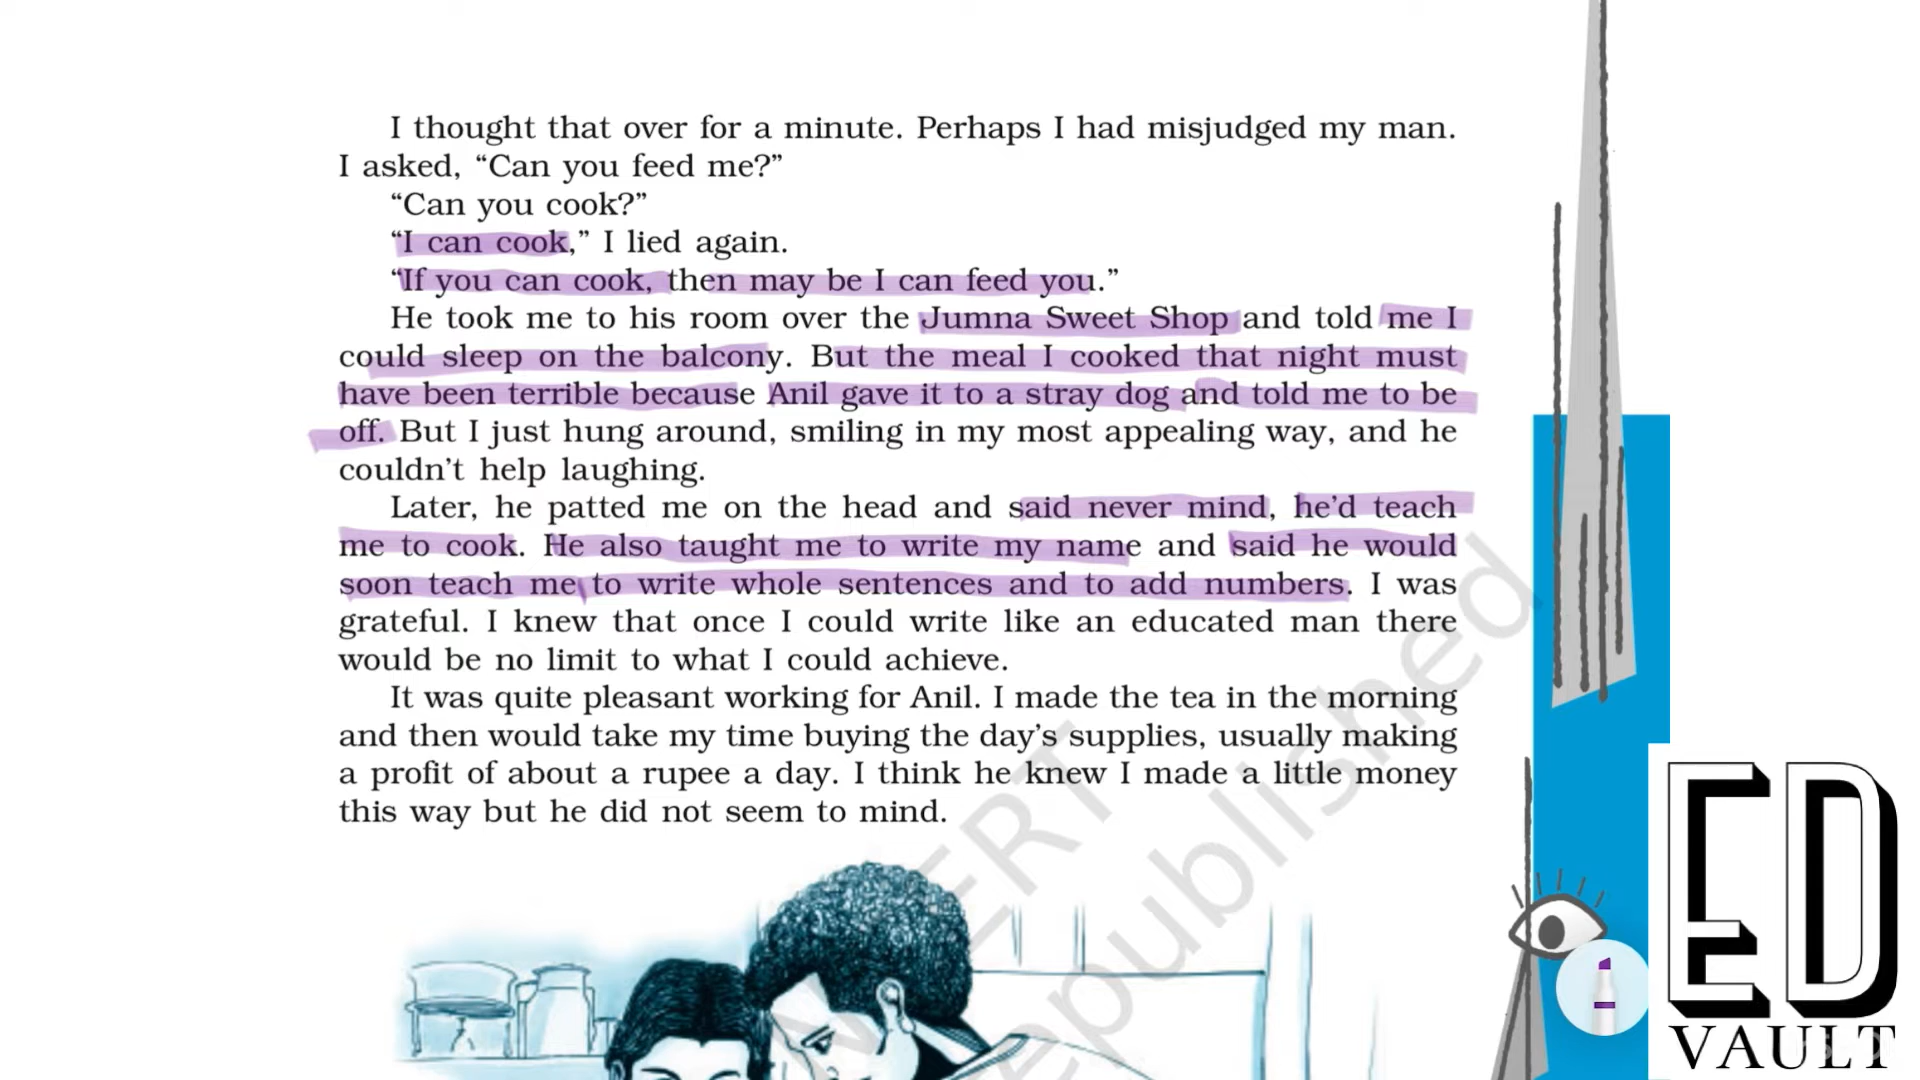 I thought that over for a minute. Perhaps I had misjudged my man.
I asked, “Can you feed me?”
“Can you cook?”
“I can cook,” I lied again.
“If you can cook, then may be I can feed you.”
He took me to his room over the Jumna Sweet Shop and told me I
could sleep on the balcony. But the meal I cooked that night must
have been terrible because Anil gave it to a stray dog and told me to be
off. But I just hung around, smiling in my most appealing way, and he
couldn’t help laughing.
Later, he patted me on the head and said never mind, he’d teach
me to cook. He also taught me to write my name and said he would
soon teach me to write whole sentences and to add numbers. I was
grateful. I knew that once I could write like an educated man there
would be no limit to what I could achieve.
It was quite pleasant working for Anil. I made the tea in the morning
and then would take my time buying the day’s supplies, usually making
a profit of about a rupee a day. I think he knew I made a little money
this way but he did not seem to mind.
ED
VAULT